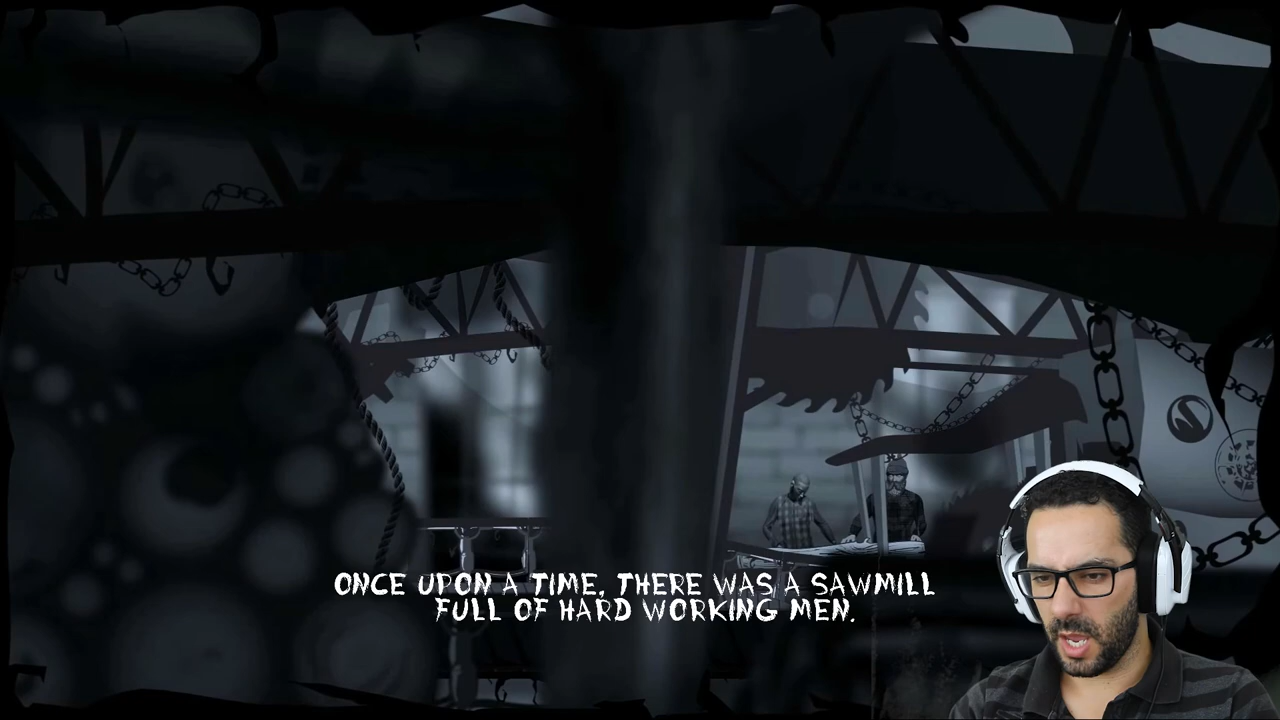 ONCE UPON A TIME, THERE WAS A SAWMILL
FULL OF HARD WORKING MEN.